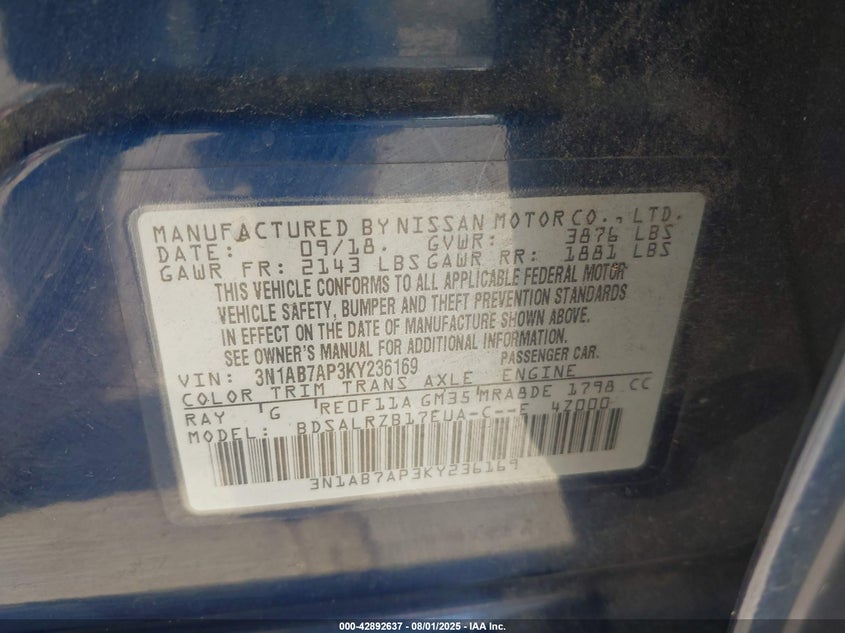 MANUFACTURED BY NISSAN MOTOR CO., LTD.
DATE: 09/18. GVWR: 3876 LBS
GAWR FR: 2143 LBS GAWR RR: 1881 LBS
THIS VEHICLE CONFORMS TO ALL APPLICABLE FEDERAL MOTOR
VEHICLE SAFETY, BUMPER AND THEFT PREVENTION STANDARDS
IN EFFECT ON THE DATE OF MANUFACTURE SHOWN ABOVE.
SEE OWNER'S MANUAL FOR ADDITIONAL INFORMATION.
VIN: 3N1AB7AP3KY236169 PASSENGER CAR.
COLOR TRIM TRANS AXLE ENGINE
RAY G RE0F11A GM35 MRA8DE 1798 CC
MODEL: BDSALRZB17EUA-C--E 4Z000
3N1AB7AP3KY236169
000-42892637 - 08/01/2025 - IAA Inc.